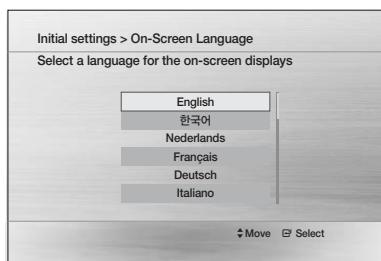 Initial settings > On-Screen Language
Select a language for the on-screen displays
English
한국어
Nederlands
Français
Deutsch
Italiano
Move Select